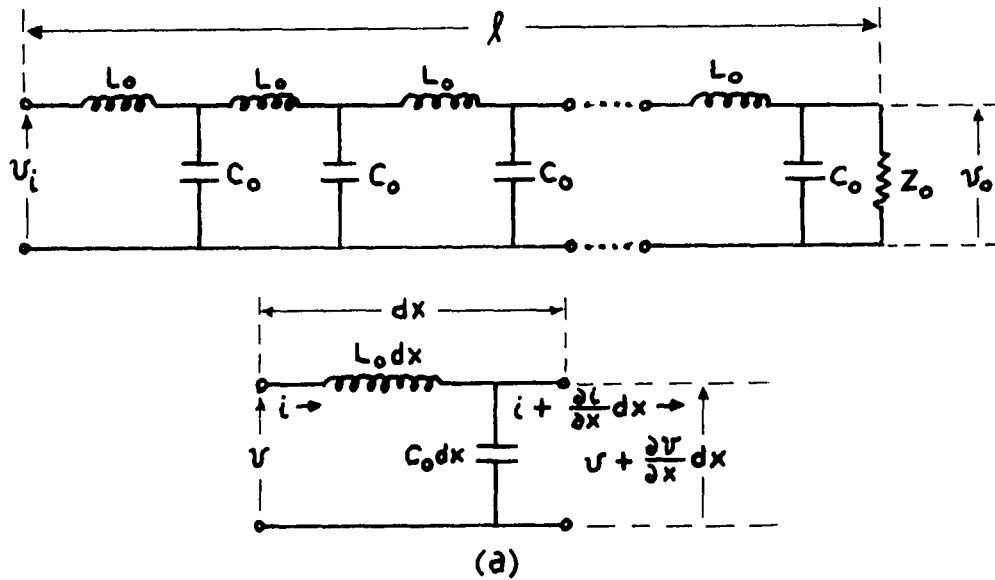 ℓ
L₀ L₀ L₀ L₀
vᵢ C₀ C₀ C₀ C₀ Z₀ v₀
dx
L₀dx
i → i + ∂i/∂x dx →
v C₀dx v + ∂v/∂x dx
(a)